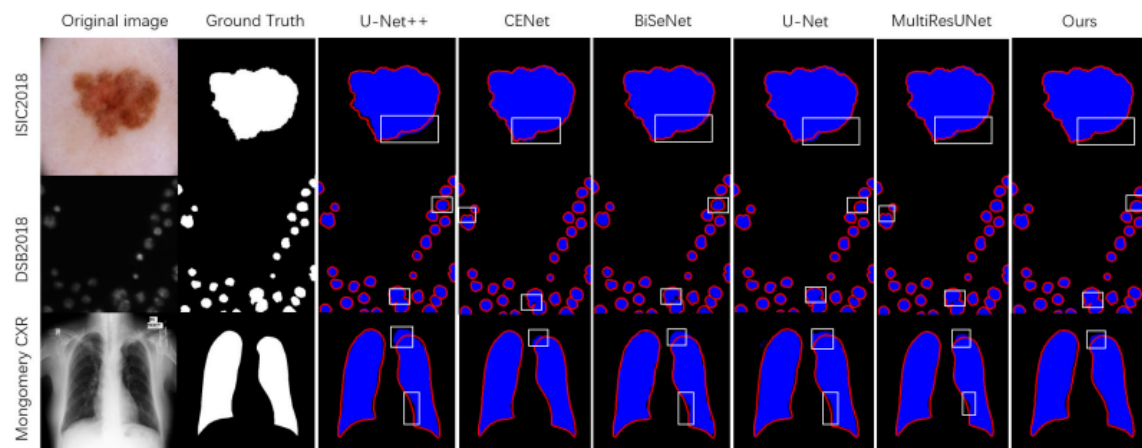 Original image Ground Truth U-Net++ CENet BiSeNet U-Net MultiResUNet Ours
ISIC2018
DSB2018
Mongomery CXR